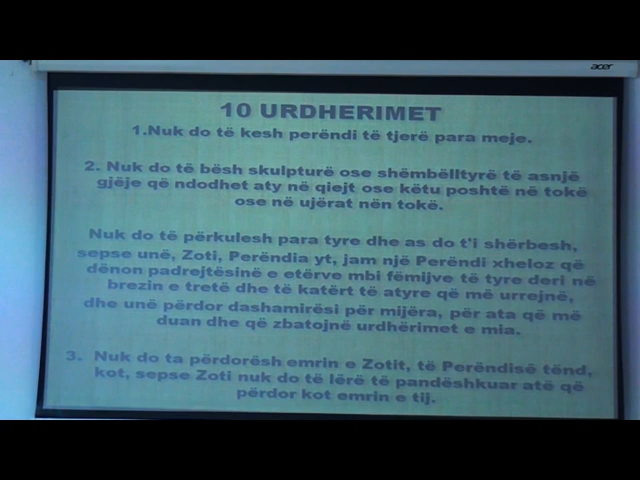 acer
10 URDHERIMET
1.Nuk do të kesh perëndi të tjerë para meje.
2. Nuk do të bësh skulpturë ose shëmbëlltyrë të asnjë
gjëje që ndodhet aty në qiejt ose këtu poshtë në tokë
ose në ujërat nën tokë.
Nuk do të përkulesh para tyre dhe as do t'i shërbesh,
sepse unë, Zoti, Perëndia yt, jam një Perëndi xheloz që
dënon padrejtësinë e etërve mbi fëmijve të tyre deri në
brezin e tretë dhe të katërt të atyre që më urrejnë,
dhe unë përdor dashamirësi për mijëra, për ata që më
duan dhe që zbatojnë urdhërimet e mia.
3. Nuk do ta përdorësh emrin e Zotit, të Perëndisë tënd,
kot, sepse Zoti nuk do të lërë të pandëshkuar atë që
përdor kot emrin e tij.